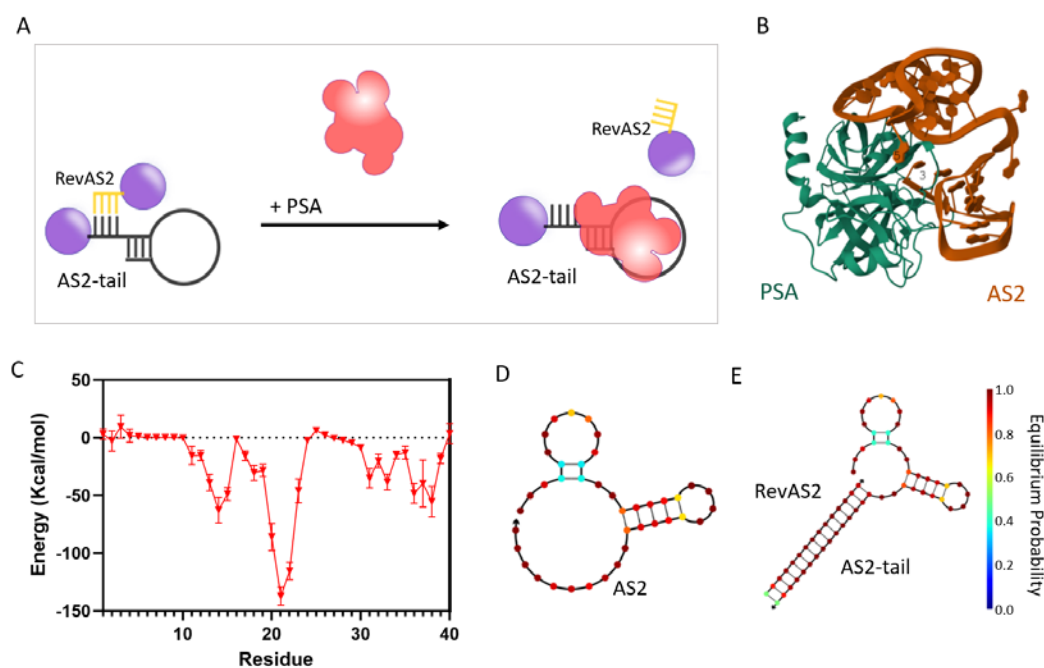 A
RevAS2
AS2-tail
+ PSA
RevAS2
AS2-tail
B
PSA
AS2
5
3
C
Energy (Kcal/mol)
50
0
-50
-100
-150
10
20
30
40
Residue
D
AS2
E
RevAS2
AS2-tail
1.0
0.8
0.6
0.4
0.2
0.0
Equilibrium Probability